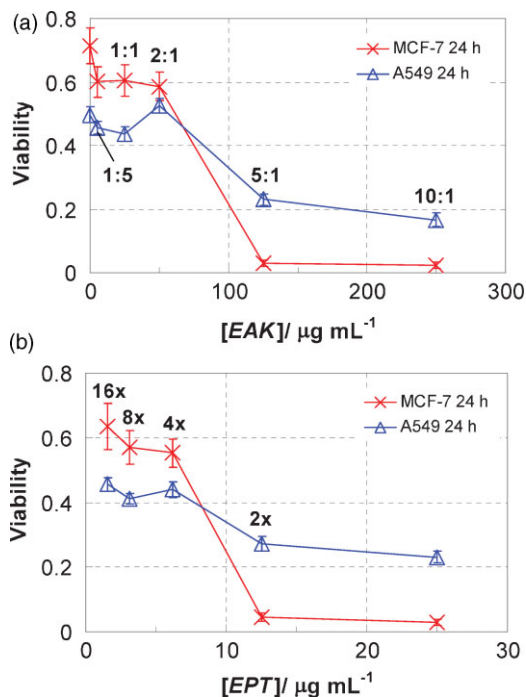 (a)
0.8
0.6
0.4
0.2
0
Viability
1:1
2:1
1:5
5:1
10:1
MCF-7 24 h
A549 24 h
0
100
200
300
[EAK]/ µg mL⁻¹
(b)
0.8
0.6
0.4
0.2
0
Viability
16x
8x
4x
2x
MCF-7 24 h
A549 24 h
0
10
20
30
[EPT]/ µg mL⁻¹